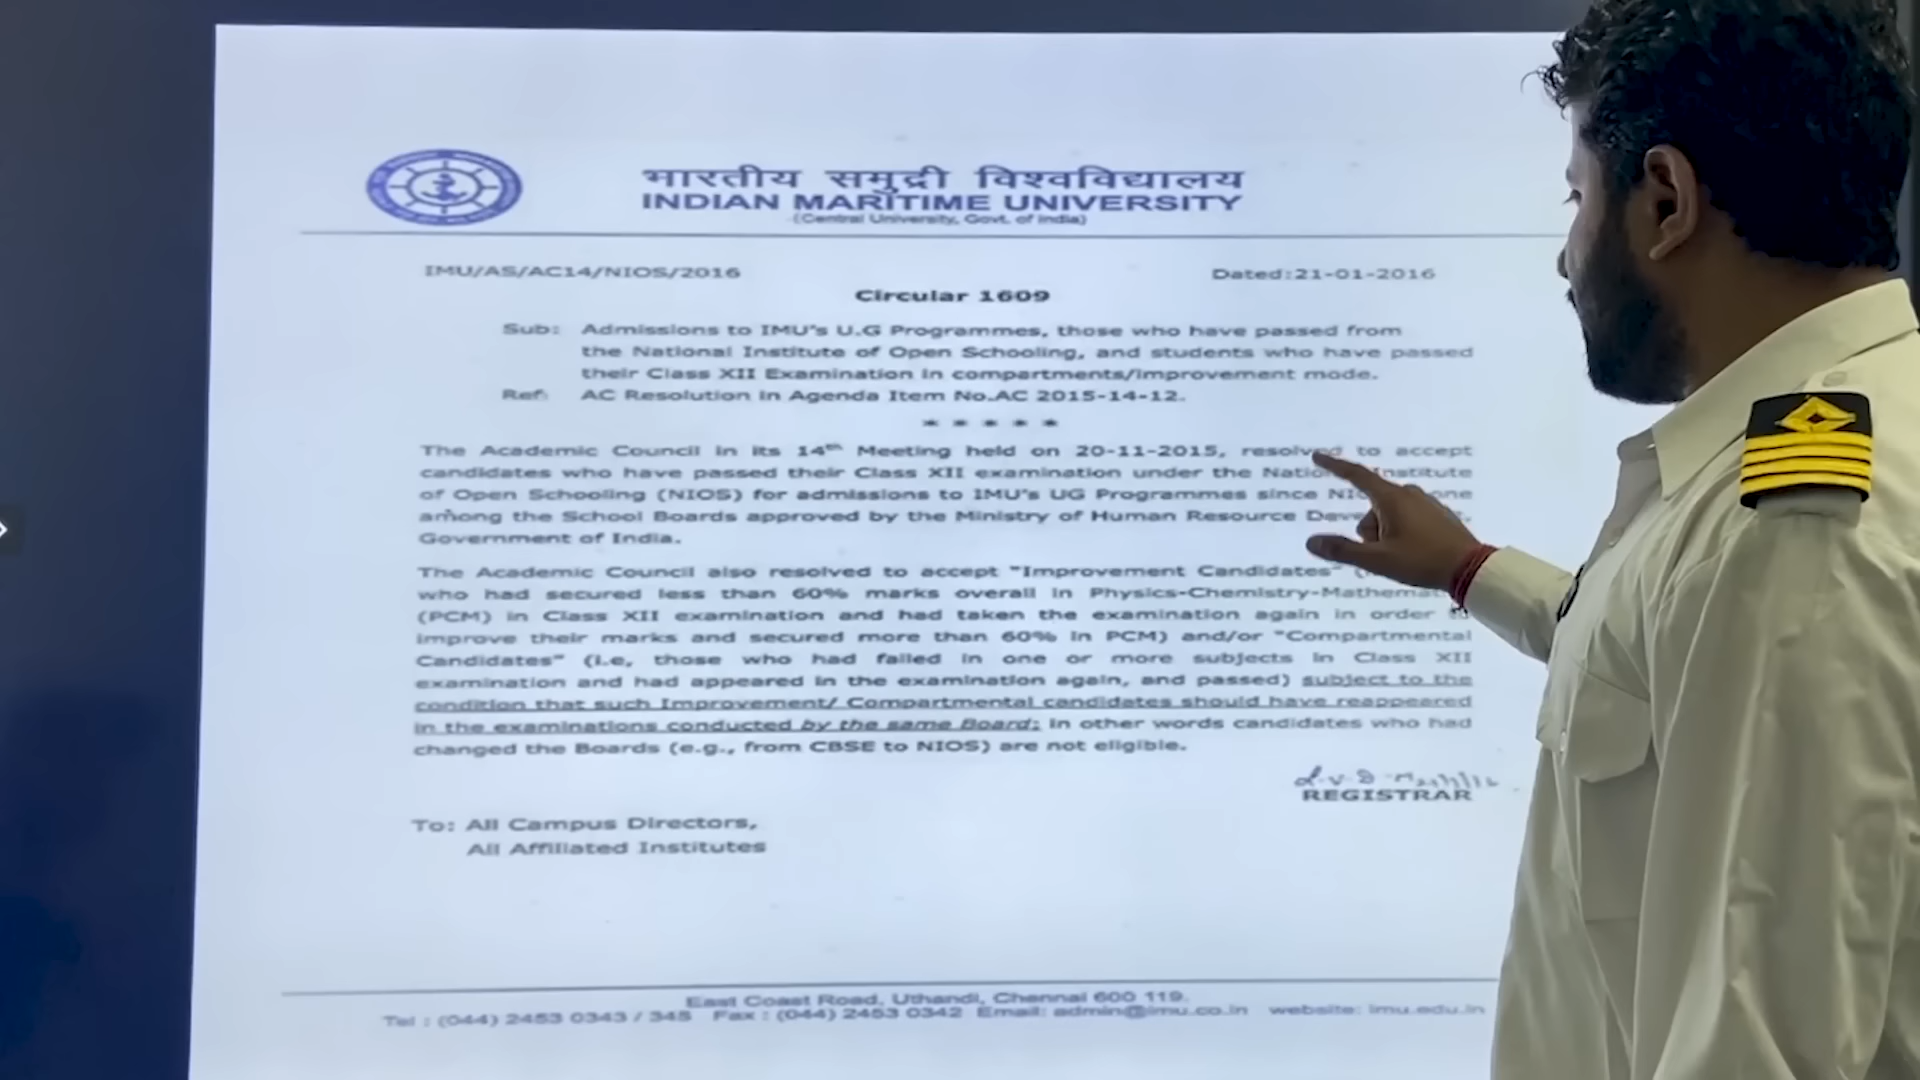 भारतीय समुद्री विश्वविद्यालय
INDIAN MARITIME UNIVERSITY
(Central University, Govt. of India)
IMU/AS/AC14/NIOS/2016
Dated:21-01-2016
Circular 1609
Sub: Admissions to IMU's U.G Programmes, those who have passed from
the National Institute of Open Schooling, and students who have passed
their Class XII Examination in compartments/improvement mode.
Ref: AC Resolution in Agenda Item No.AC 2015-14-12.
* * * * *
The Academic Council in its 14th Meeting held on 20-11-2015, resolved to accept
candidates who have passed their Class XII examination under the Institute
of Open Schooling (NIOS) for admissions to IMU's UG Programmes since one
among the School Boards approved by the Ministry of Human Resource
Government of India.
The Academic Council also resolved to accept "Improvement Candidates"
who had secured less than 60% marks overall in Physics-Chemistry-
(PCM) in Class XII examination and had taken the examination again in order
improve their marks and secured more than 60% in PCM) and/or "Compartmental
Candidates" (i.e, those who had failed in one or more subjects in Class XII
examination and had appeared in the examination again, and passed) subject to the
condition that such Improvement/ Compartmental candidates should have reappeared
in the examinations conducted by the same Board; in other words candidates who had
changed the Boards (e.g., from CBSE to NIOS) are not eligible.
REGISTRAR
To: All Campus Directors,
All Affiliated Institutes
East Coast Road, Uthandi, Chennai 600 119.
Tel : (044) 2453 0343 / 345 Fax : (044) 2453 0342 Email: admin@imu.co.in website: imu.edu.in